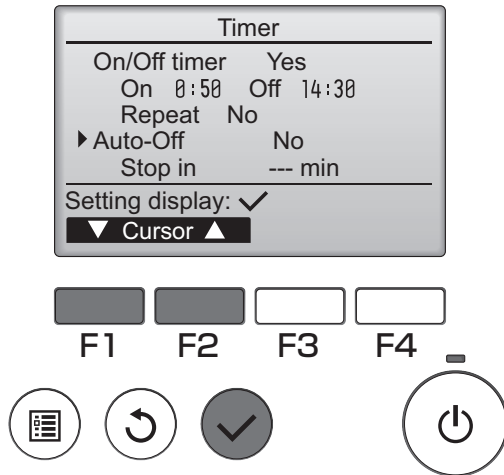 Timer
On/Off timer Yes
On 0:50 Off 14:30
Repeat No
Auto-Off No
Stop in --- min
Setting display:
Cursor
F1 F2 F3 F4